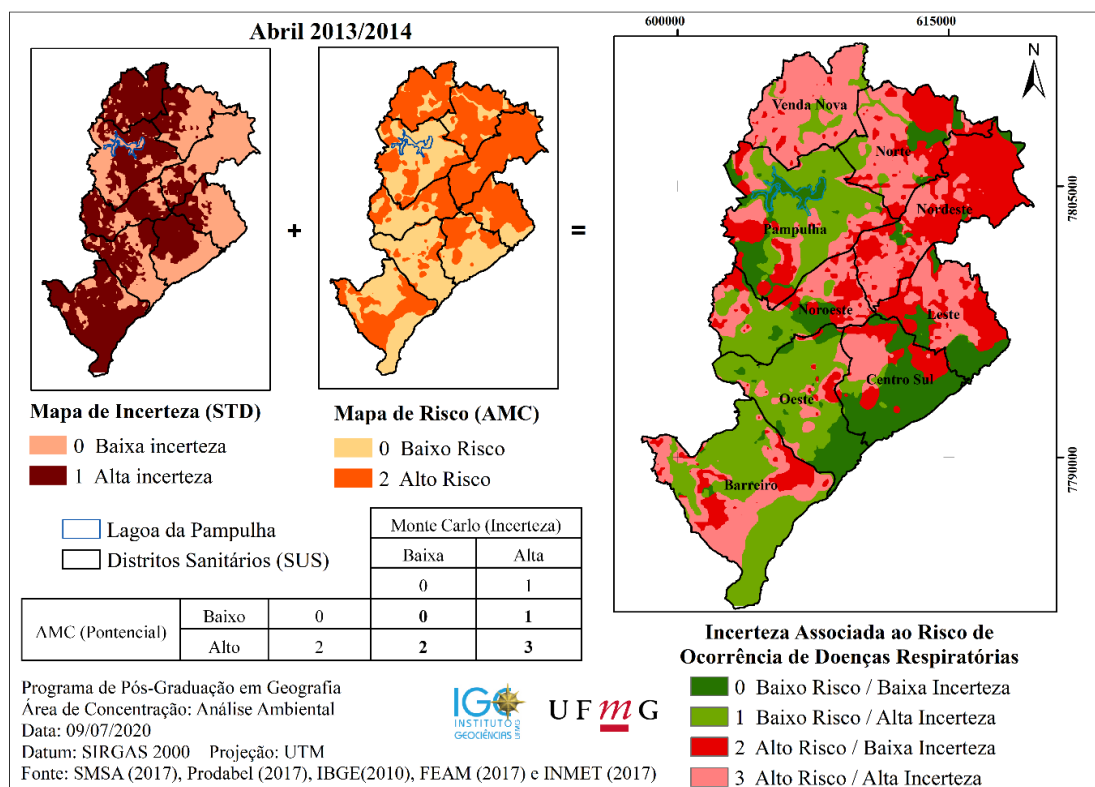 Abril 2013/2014
600000
615000
N
7805000
7790000
+
=
Venda Nova
Norte
Nordeste
Pampulha
Noroeste
Leste
Centro Sul
Oeste
Barreiro
Mapa de Incerteza (STD)
0 Baixa incerteza
1 Alta incerteza
Mapa de Risco (AMC)
0 Baixo Risco
2 Alto Risco
Lagoa da Pampulha
Distritos Sanitários (SUS)
Monte Carlo (Incerteza)
Baixa Alta
0 1
AMC (Pontencial)
Baixo 0 0 1
Alto 2 2 3
Incerteza Associada ao Risco de
Ocorrência de Doenças Respiratórias
0 Baixo Risco / Baixa Incerteza
1 Baixo Risco / Alta Incerteza
2 Alto Risco / Baixa Incerteza
3 Alto Risco / Alta Incerteza
Programa de Pós-Graduação em Geografia
Área de Concentração: Análise Ambiental
Data: 09/07/2020
Datum: SIRGAS 2000 Projeção: UTM
Fonte: SMSA (2017), Prodabel (2017), IBGE(2010), FEAM (2017) e INMET (2017)
IGC
INSTITUTO
GEOCIÊNCIAS
UFMG
UFmG